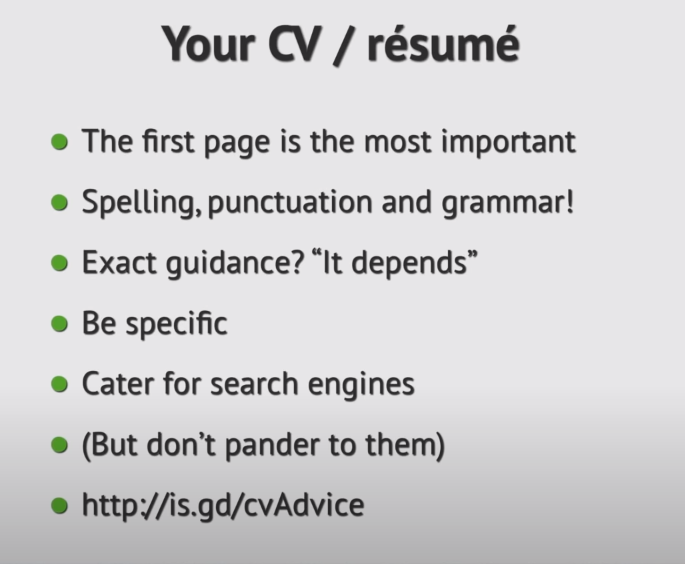 Your CV / résumé
The first page is the most important
Spelling, punctuation and grammar!
Exact guidance? “It depends”
Be specific
Cater for search engines
(But don’t pander to them)
http://is.gd/cvAdvice